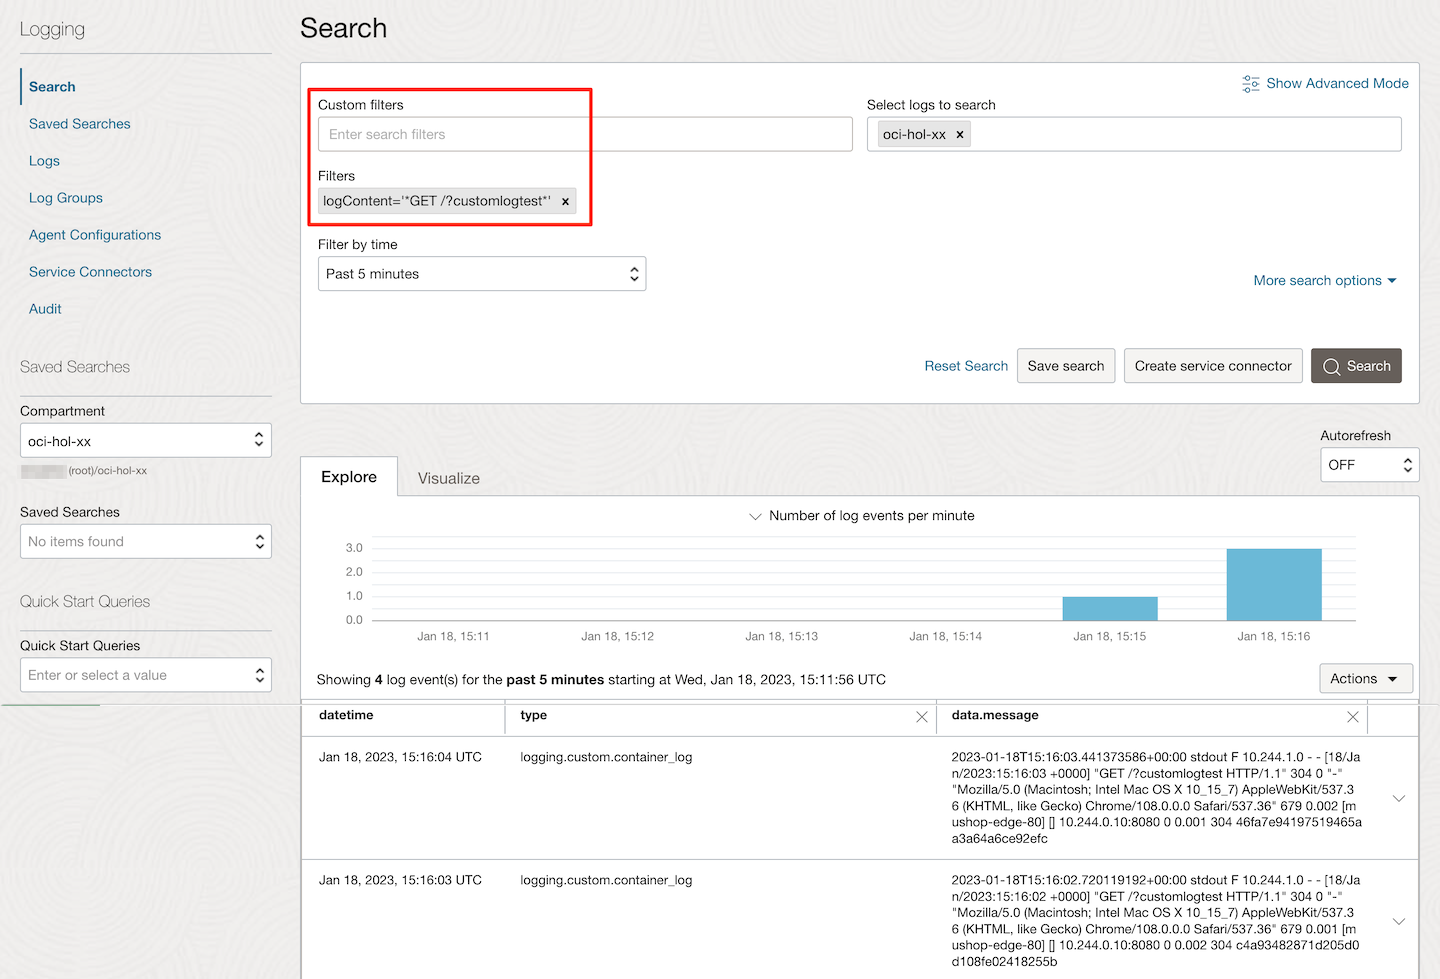 Logging
Search
Saved Searches
Logs
Log Groups
Agent Configurations
Service Connectors
Audit
Saved Searches
Compartment
oci-hol-xx
(root)/oci-hol-xx
Saved Searches
No items found
Quick Start Queries
Quick Start Queries
Enter or select a value
Search
Show Advanced Mode
Custom filters
Enter search filters
Select logs to search
oci-hol-xx ×
Filters
logContent='*GET /?customlogtest*' ×
Filter by time
Past 5 minutes
More search options
Reset Search
Save search
Create service connector
Search
Autorefresh
OFF
Explore
Visualize
Number of log events per minute
3.0
2.0
1.0
0.0
Jan 18, 15:11
Jan 18, 15:12
Jan 18, 15:13
Jan 18, 15:14
Jan 18, 15:15
Jan 18, 15:16
Showing 4 log event(s) for the past 5 minutes starting at Wed, Jan 18, 2023, 15:11:56 UTC
Actions
datetime
type
data.message
Jan 18, 2023, 15:16:04 UTC
logging.custom.container_log
2023-01-18T15:16:03.441373586+00:00 stdout F 10.244.1.0 - - [18/Ja
n/2023:15:16:03 +0000] "GET /?customlogtest HTTP/1.1" 304 0 "-"
"Mozilla/5.0 (Macintosh; Intel Mac OS X 10_15_7) AppleWebKit/537.3
6 (KHTML, like Gecko) Chrome/108.0.0.0 Safari/537.36" 679 0.002 [m
ushop-edge-80] [] 10.244.0.10:8080 0 0.001 304 46fa7e94197519465a
a3a64a6ce92efc
Jan 18, 2023, 15:16:03 UTC
logging.custom.container_log
2023-01-18T15:16:02.720119192+00:00 stdout F 10.244.1.0 - - [18/Ja
n/2023:15:16:02 +0000] "GET /?customlogtest HTTP/1.1" 304 0 "-"
"Mozilla/5.0 (Macintosh; Intel Mac OS X 10_15_7) AppleWebKit/537.3
6 (KHTML, like Gecko) Chrome/108.0.0.0 Safari/537.36" 679 0.001 [m
ushop-edge-80] [] 10.244.0.10:8080 0 0.002 304 c4a93482871d205d0
d108fe02418255b